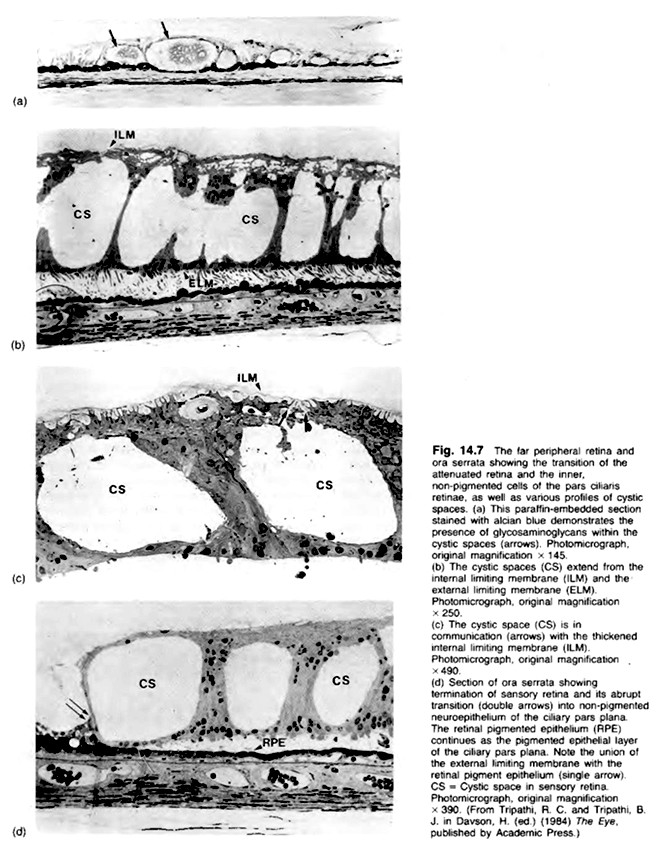 (a)
ILM
CS
CS
ELM
(b)
ILM
CS
CS
(c)
CS
CS
RPE
(d)
Fig. 14.7 The far peripheral retina and
ora serrata showing the transition of the
attenuated retina and the inner,
non-pigmented cells of the pars ciliaris
retinae, as well as various profiles of cystic
spaces. (a) This paraffin-embedded section
stained with alcian blue demonstrates the
presence of glycosaminoglycans within the
cystic spaces (arrows). Photomicrograph,
original magnification × 145.
(b) The cystic spaces (CS) extend from the
internal limiting membrane (ILM) and the
external limiting membrane (ELM).
Photomicrograph, original magnification
× 250.
(c) The cystic space (CS) is in
communication (arrows) with the thickened
internal limiting membrane (ILM).
Photomicrograph, original magnification
× 490.
(d) Section of ora serrata showing
termination of sensory retina and its abrupt
transition (double arrows) into non-pigmented
neuroepithelium of the ciliary pars plana.
The retinal pigmented epithelium (RPE)
continues as the pigmented epithelial layer
of the ciliary pars plana. Note the union of
the external limiting membrane with the
retinal pigment epithelium (single arrow).
CS = Cystic space in sensory retina.
Photomicrograph, original magnification
× 390. (From Tripathi, R. C. and Tripathi, B.
J. in Davson, H. (ed.) (1984) The Eye,
published by Academic Press.)